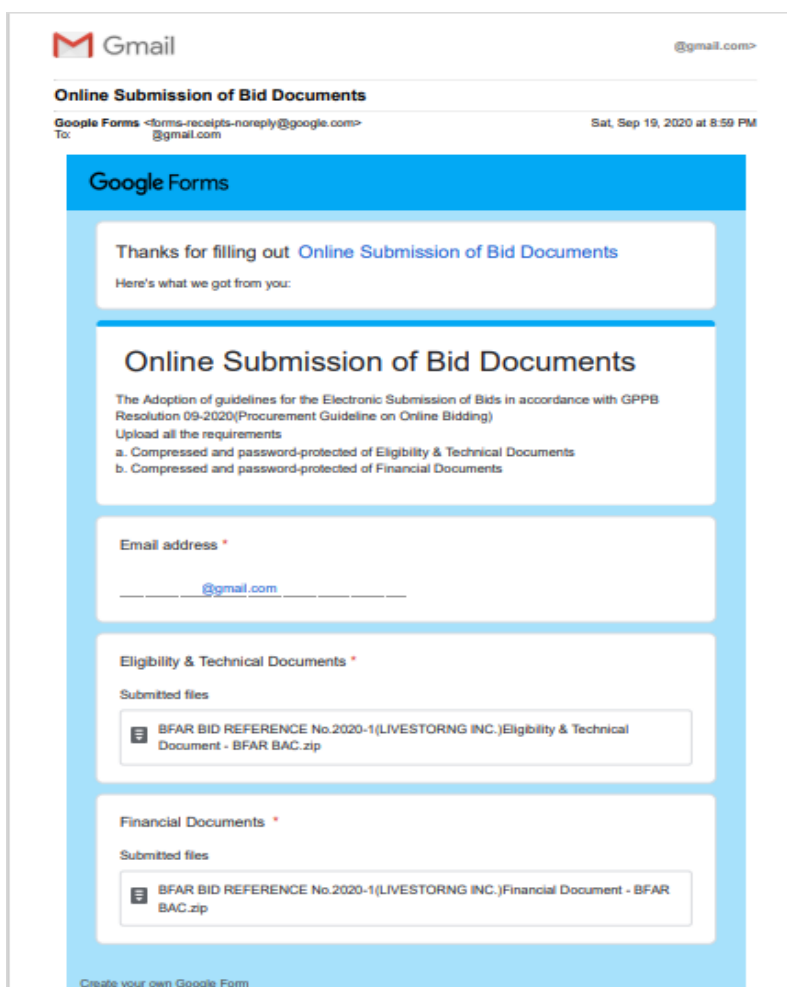 Gmail
@gmail.com>
Online Submission of Bid Documents
Google Forms <forms-receipts-noreply@google.com>
Sat, Sep 19, 2020 at 8:59 PM
To: @gmail.com
Google Forms
Thanks for filling out Online Submission of Bid Documents
Here's what we got from you:
Online Submission of Bid Documents
The Adoption of guidelines for the Electronic Submission of Bids in accordance with GPPB
Resolution 09-2020(Procurement Guideline on Online Bidding)
Upload all the requirements
a. Compressed and password-protected of Eligibility & Technical Documents
b. Compressed and password-protected of Financial Documents
Email address *
@gmail.com
Eligibility & Technical Documents *
Submitted files
BFAR BID REFERENCE No.2020-1(LIVESTORNG INC.)Eligibility & Technical
Document - BFAR BAC.zip
Financial Documents *
Submitted files
BFAR BID REFERENCE No.2020-1(LIVESTORNG INC.)Financial Document - BFAR
BAC.zip
Create your own Google Form